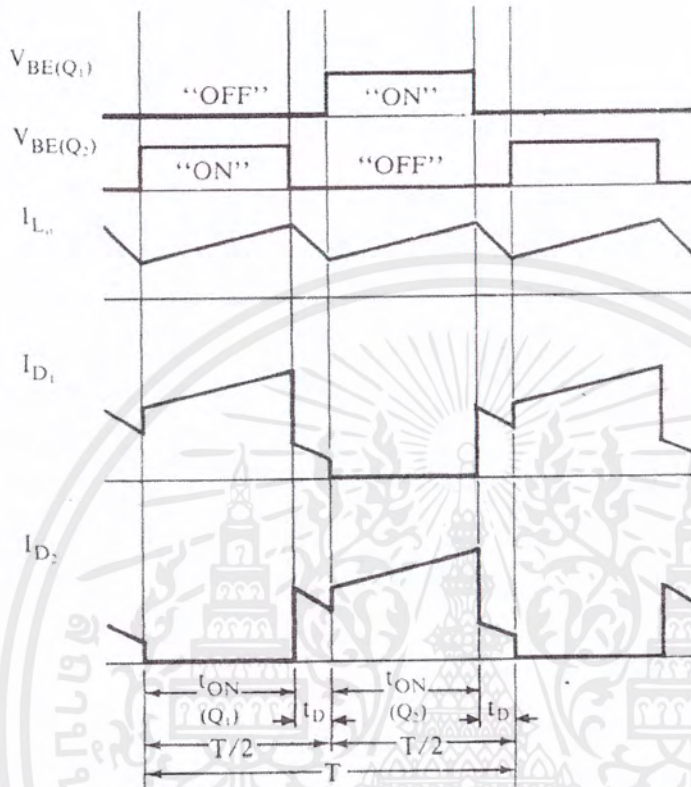 V_BE(Q₁)
"OFF"
"ON"
V_BE(Q₂)
"ON"
"OFF"
I_L
I_D₁
I_D₂
t_ON
(Q₁)
t_D
t_ON
(Q₂)
t_D
T/2
T/2
T